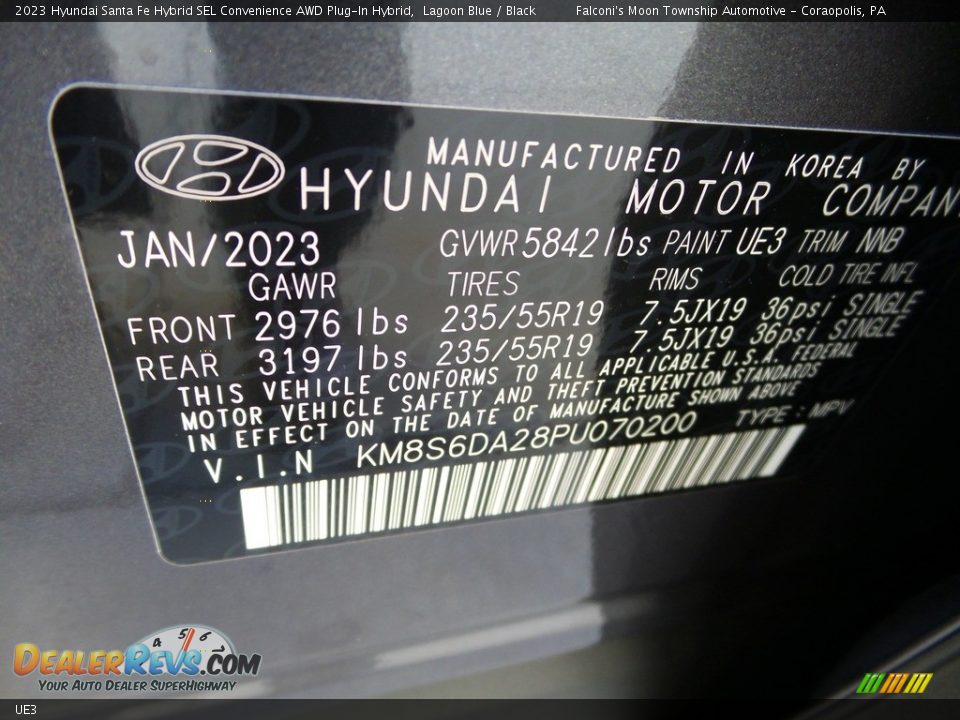 2023 Hyundai Santa Fe Hybrid SEL Convenience AWD Plug-In Hybrid, Lagoon Blue / Black Falconi's Moon Township Automotive - Coraopolis, PA
MANUFACTURED IN KOREA BY
HYUNDAI MOTOR COMPAN
JAN/2023 GVWR 5842 lbs PAINT UE3 TRIM NNB
GAWR TIRES RIMS COLD TIRE INFL
FRONT 2976 lbs 235/55R19 7.5JX19 36psi SINGLE
REAR 3197 lbs 235/55R19 7.5JX19 36psi SINGLE
THIS VEHICLE CONFORMS TO ALL APPLICABLE U.S.A. FEDERAL
MOTOR VEHICLE SAFETY AND THEFT PREVENTION STANDARDS
IN EFFECT ON THE DATE OF MANUFACTURE SHOWN ABOVE
V.I.N KM8S6DA28PU070200 TYPE : MPV
4 5 6
DEALERREVS.COM
YOUR AUTO DEALER SUPERHIGHWAY
UE3